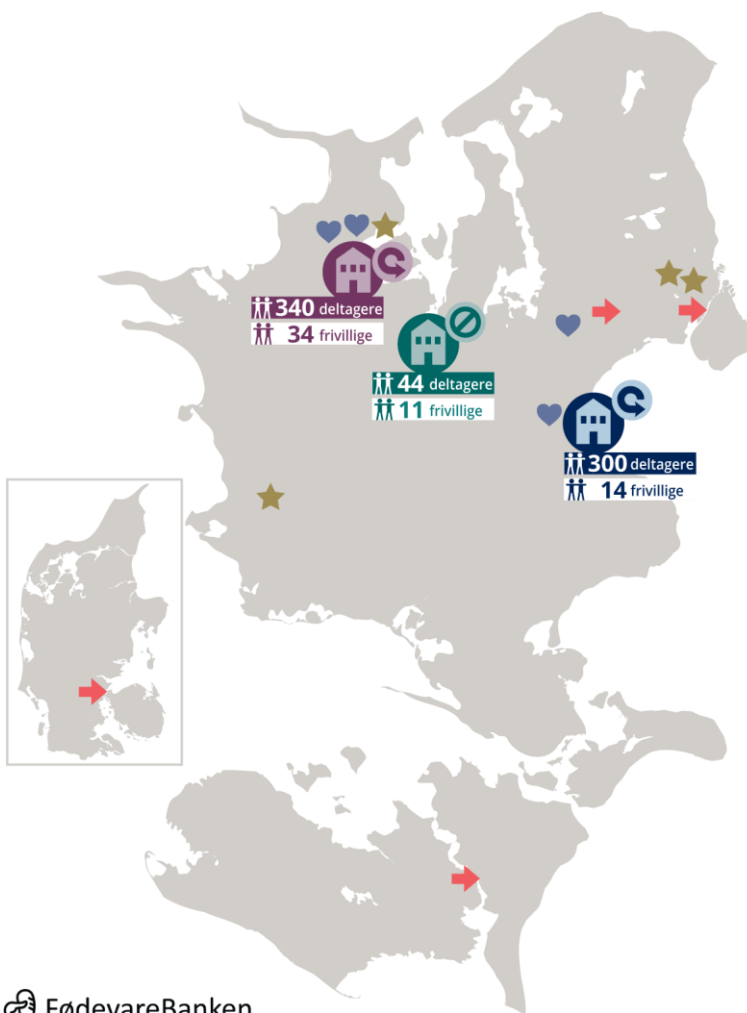 340 deltagere
34 frivillige
44 deltagere
11 frivillige
300 deltagere
14 frivillige
FødevareBanken